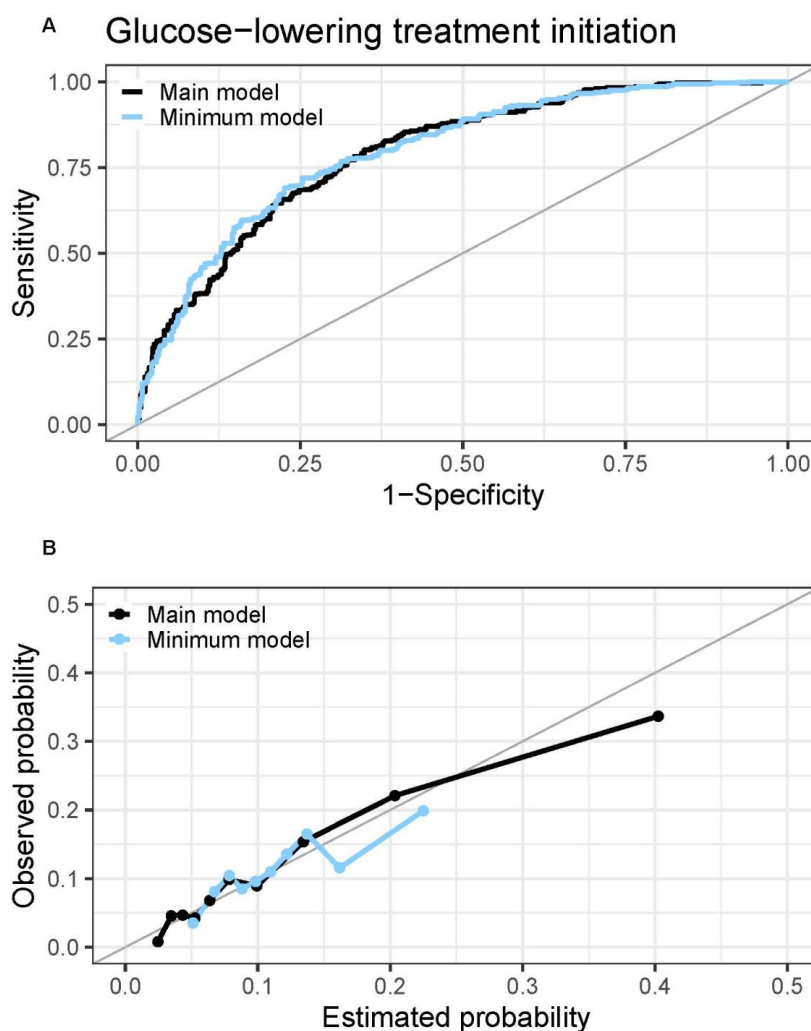 A Glucose−lowering treatment initiation
Main model
Minimum model
1.00
0.75
0.50
0.25
0.00
Sensitivity
0.00 0.25 0.50 0.75 1.00
1−Specificity
B
Main model
Minimum model
0.5
0.4
0.3
0.2
0.1
0.0
Observed probability
0.0 0.1 0.2 0.3 0.4 0.5
Estimated probability